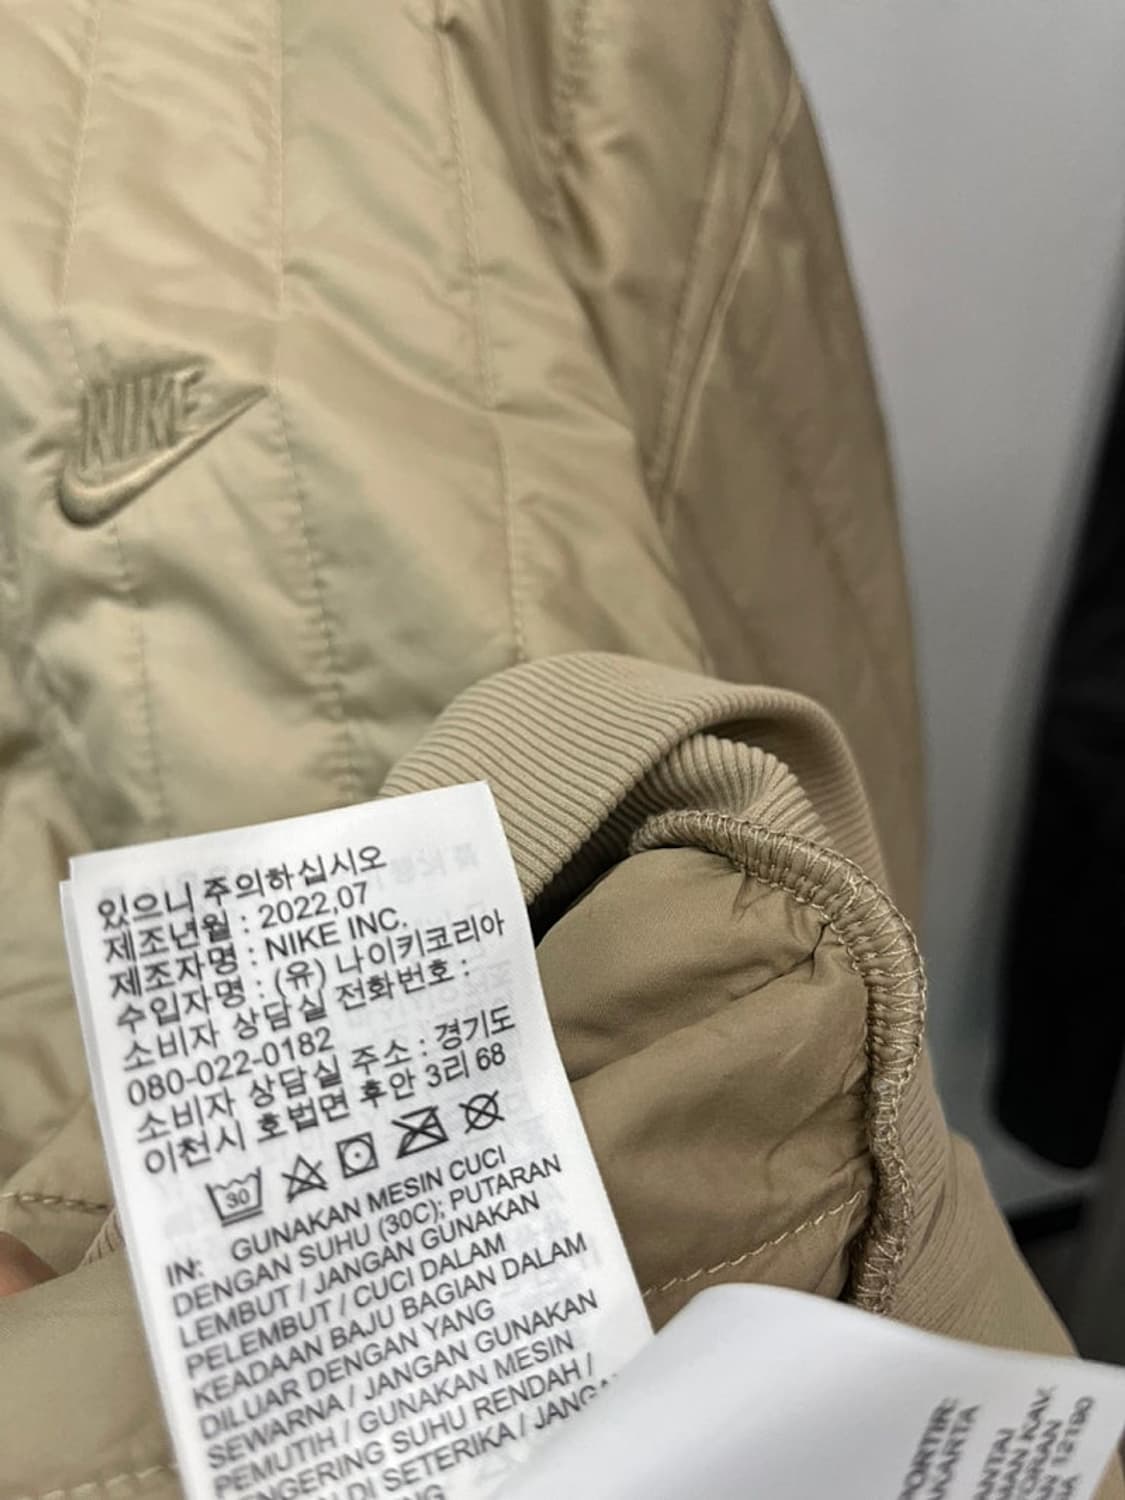 NIKE
있으니 주의하십시오
제조년월 : 2022,07
제조자명 : NIKE INC.
수입자명 : (유) 나이키코리아
소비자 상담실 전화번호 :
080-022-0182
소비자 상담실 주소 : 경기도
이천시 호법면 후안 3리 68
30
IN: GUNAKAN MESIN CUCI
DENGAN SUHU (30C); PUTARAN
LEMBUT / JANGAN GUNAKAN
PELEMBUT / CUCI DALAM
KEADAAN BAJU BAGIAN DALAM
DILUAR DENGAN YANG
SEWARNA / JANGAN GUNAKAN
PEMUTIH / GUNAKAN MESIN
PENGERING SUHU RENDAH /
DI SETERIKA /